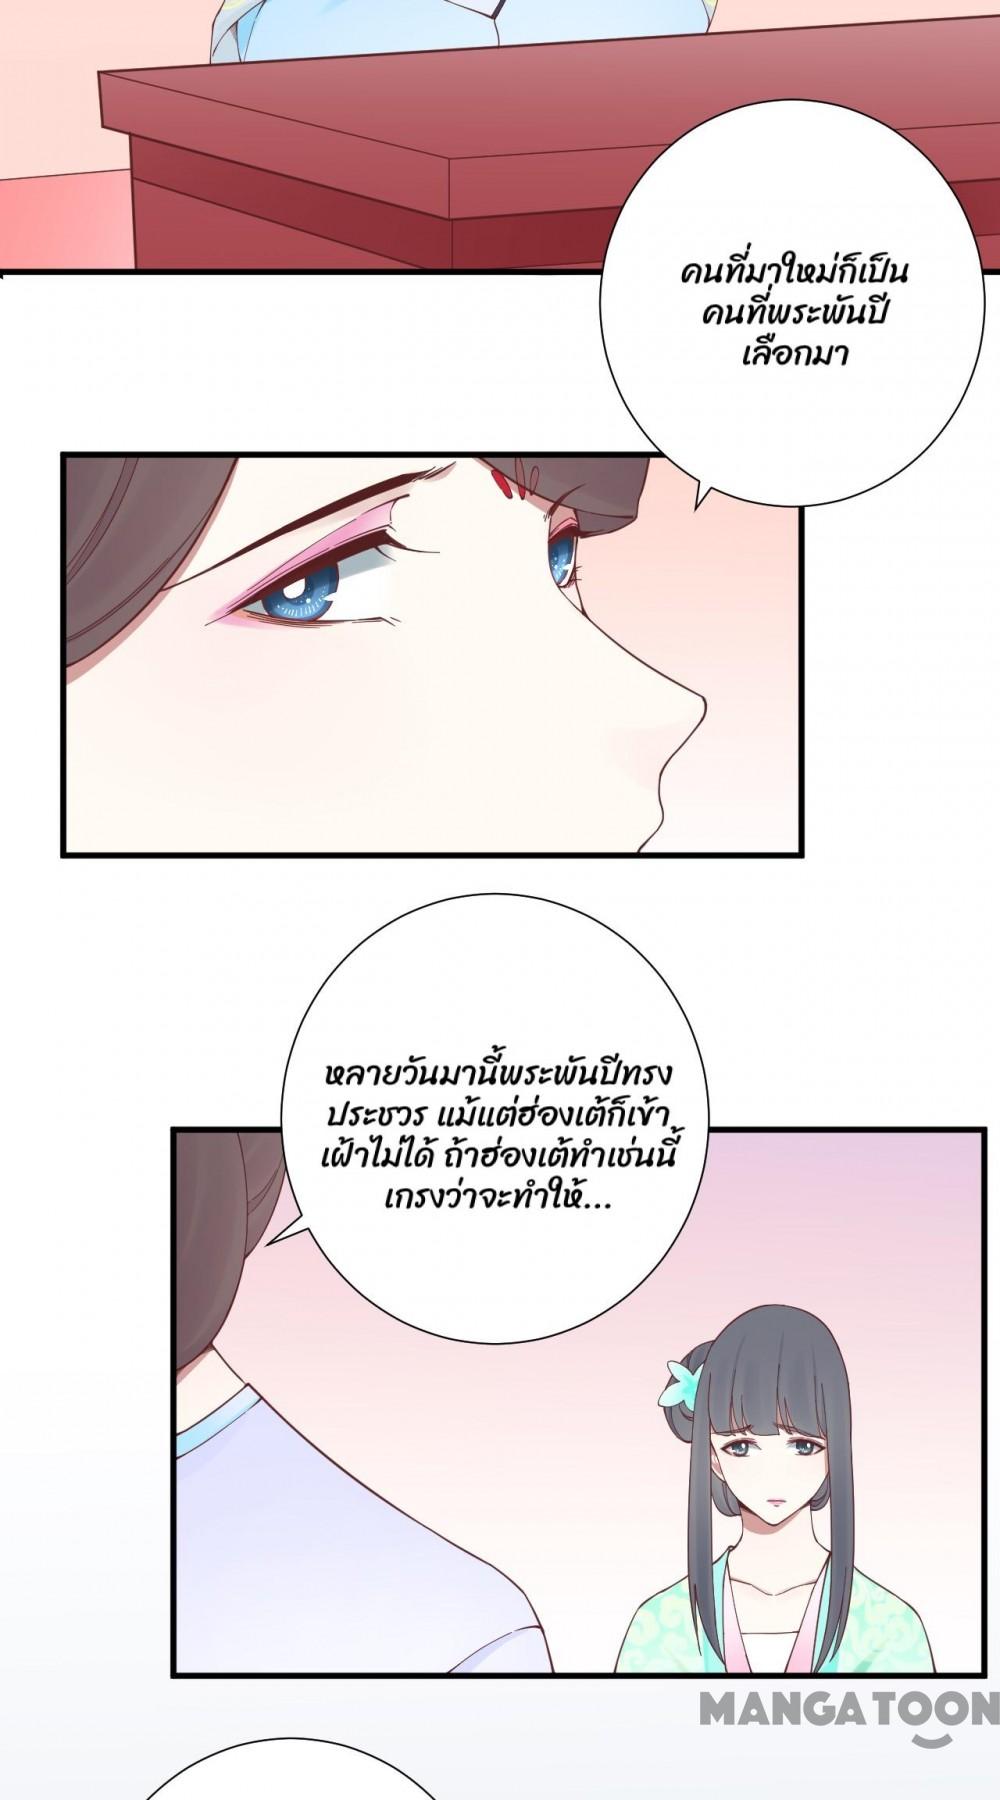 คนที่มาใหม่ก็เป็น
คนที่พระพันปี
เลือกมา
หลายวันมานี้พระพันปีทรง
ประชวร แม้แต่ฮ่องเต้ก็เข้า
เฝ้าไม่ได้ ถ้าฮ่องเต้ทำเช่นนี้
เกรงว่าจะทำให้...
MANGATOON